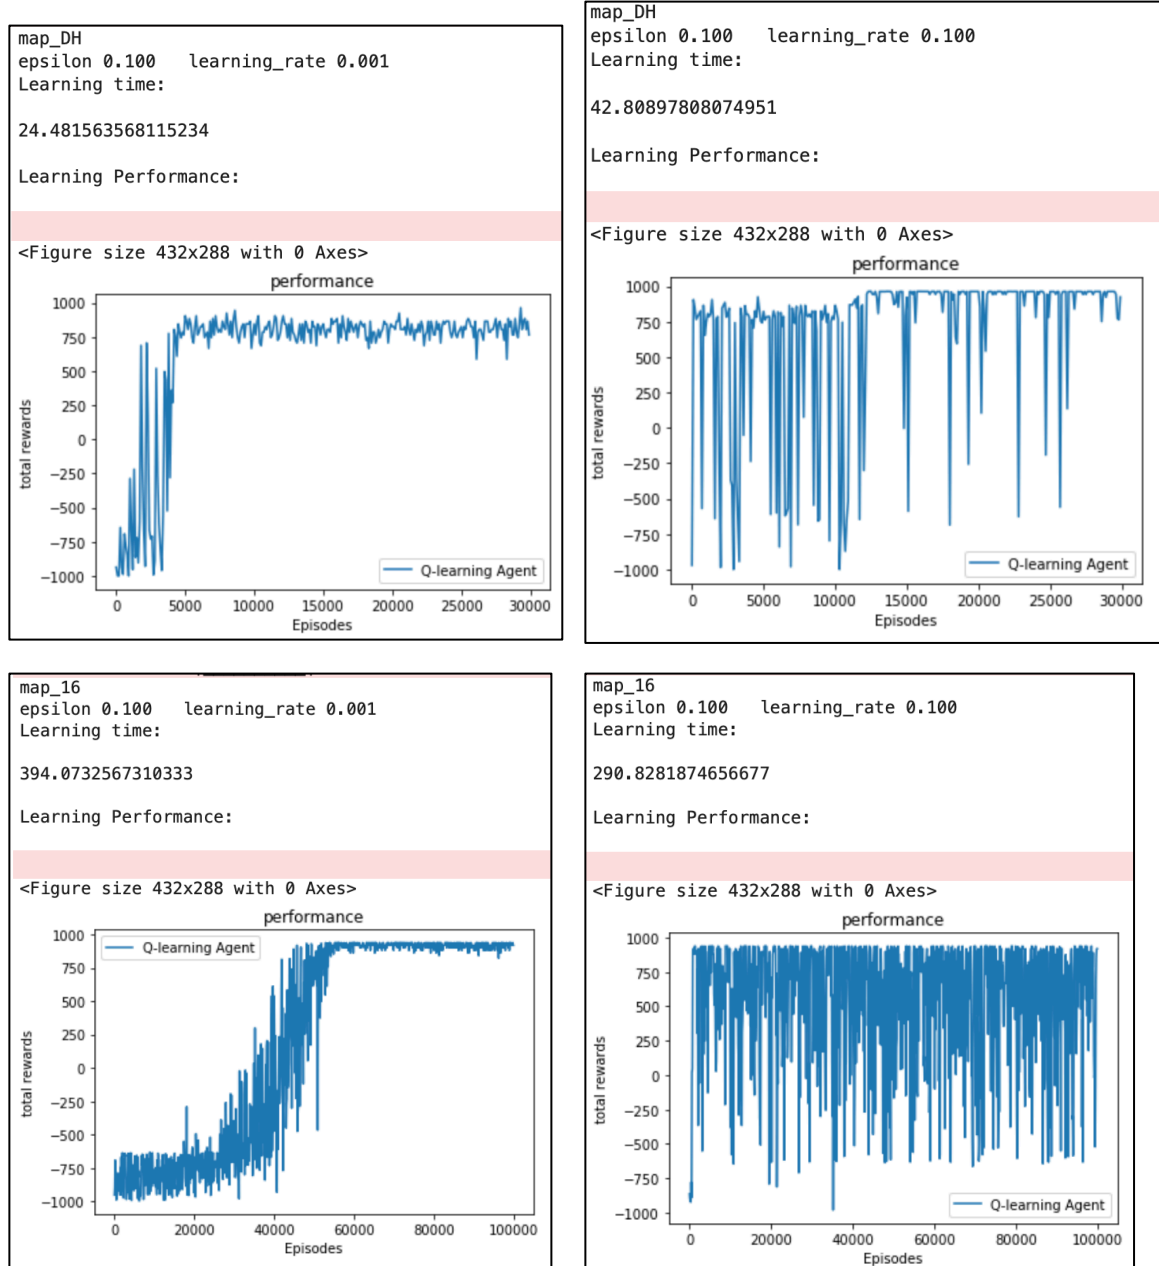 map_DH
epsilon 0.100   learning_rate 0.001
Learning time:
24.481563568115234
Learning Performance:
<Figure size 432x288 with 0 Axes>
performance
1000
750
500
250
0
−250
−500
−750
−1000
total rewards
Q-learning Agent
0 5000 10000 15000 20000 25000 30000
Episodes
map_DH
epsilon 0.100   learning_rate 0.100
Learning time:
42.80897808074951
Learning Performance:
<Figure size 432x288 with 0 Axes>
performance
1000
750
500
250
0
−250
−500
−750
−1000
total rewards
Q-learning Agent
0 5000 10000 15000 20000 25000 30000
Episodes
map_16
epsilon 0.100   learning_rate 0.001
Learning time:
394.0732567310333
Learning Performance:
<Figure size 432x288 with 0 Axes>
performance
Q-learning Agent
1000
750
500
250
0
−250
−500
−750
−1000
total rewards
0 20000 40000 60000 80000 100000
Episodes
map_16
epsilon 0.100   learning_rate 0.100
Learning time:
290.8281874656677
Learning Performance:
<Figure size 432x288 with 0 Axes>
performance
1000
750
500
250
0
−250
−500
−750
−1000
total rewards
Q-learning Agent
0 20000 40000 60000 80000 100000
Episodes